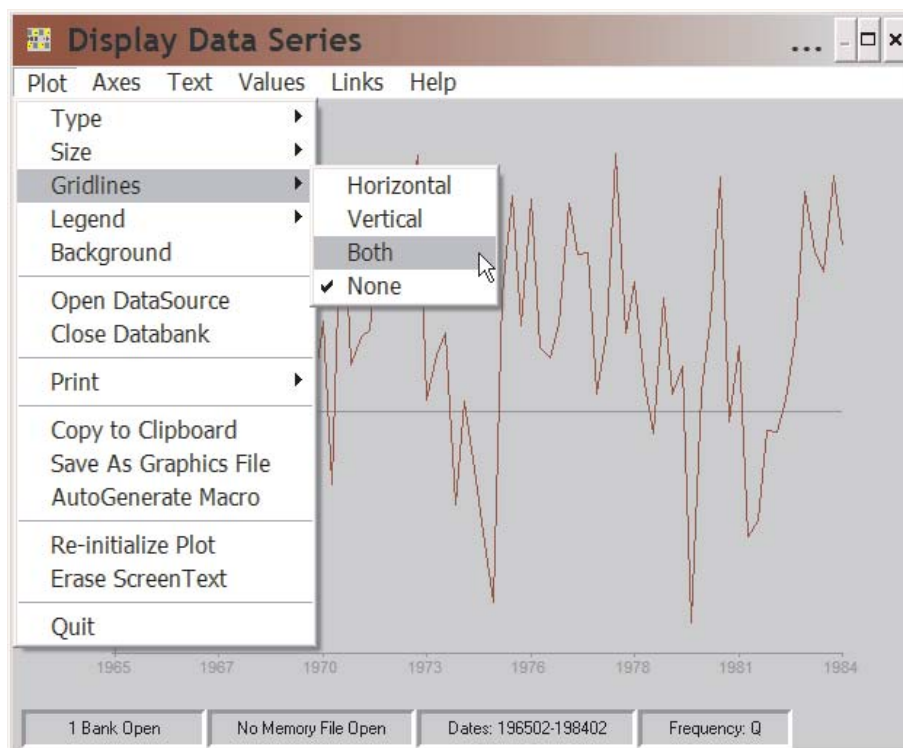 Display Data Series ...
Plot Axes Text Values Links Help
Type
Size
Gridlines
Legend
Background
Open DataSource
Close Databank
Print
Copy to Clipboard
Save As Graphics File
AutoGenerate Macro
Re-initialize Plot
Erase ScreenText
Quit
Horizontal
Vertical
Both
None
1965 1967 1970 1973 1976 1978 1981 1984
1 Bank Open No Memory File Open Dates: 196502-198402 Frequency: Q